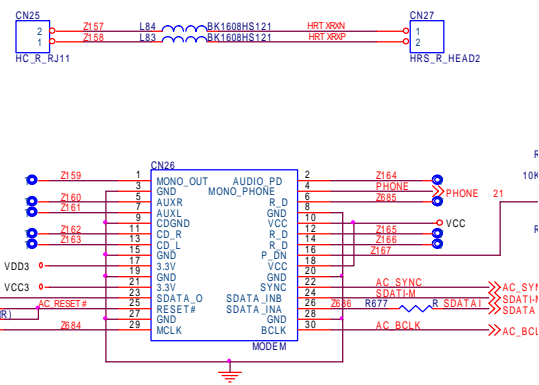 CN25
CN27
2 Z157 L84 BK1608HS121 HRTXRXN 1
1 Z158 L83 BK1608HS121 HRTXRXP 2
HC_R_RJ11
HRS_R_HEAD2
CN26
Z159 1 MONO_OUT AUDIO_PD 2 Z164
3 GND MONO_PHONE 4 PHONE PHONE 21
Z160 5 AUXR R_D 6 Z685
Z161 7 AUXL GND 8
9 CDGND VCC 10 VCC
Z162 11 CD_R R_D 12 Z165
Z163 13 CD_L R_D 14 Z166
15 GND P_DN 16 Z167
VDD3 17 3.3V VCC 18
19 GND GND 20
VCC3 21 3.3V SYNC 22 AC_SYNC AC_SYN
23 SDATA_O SDATA_INB 24 SDATI-M SDATI-M
AC_RESET# 25 RESET# SDATA_INA 26 Z686 R677 R SDATAI SDATA
R)
27 GND GND 28
Z684 29 MCLK BCLK 30 AC_BCLK AC_BCL
MODEM
R
10K
R